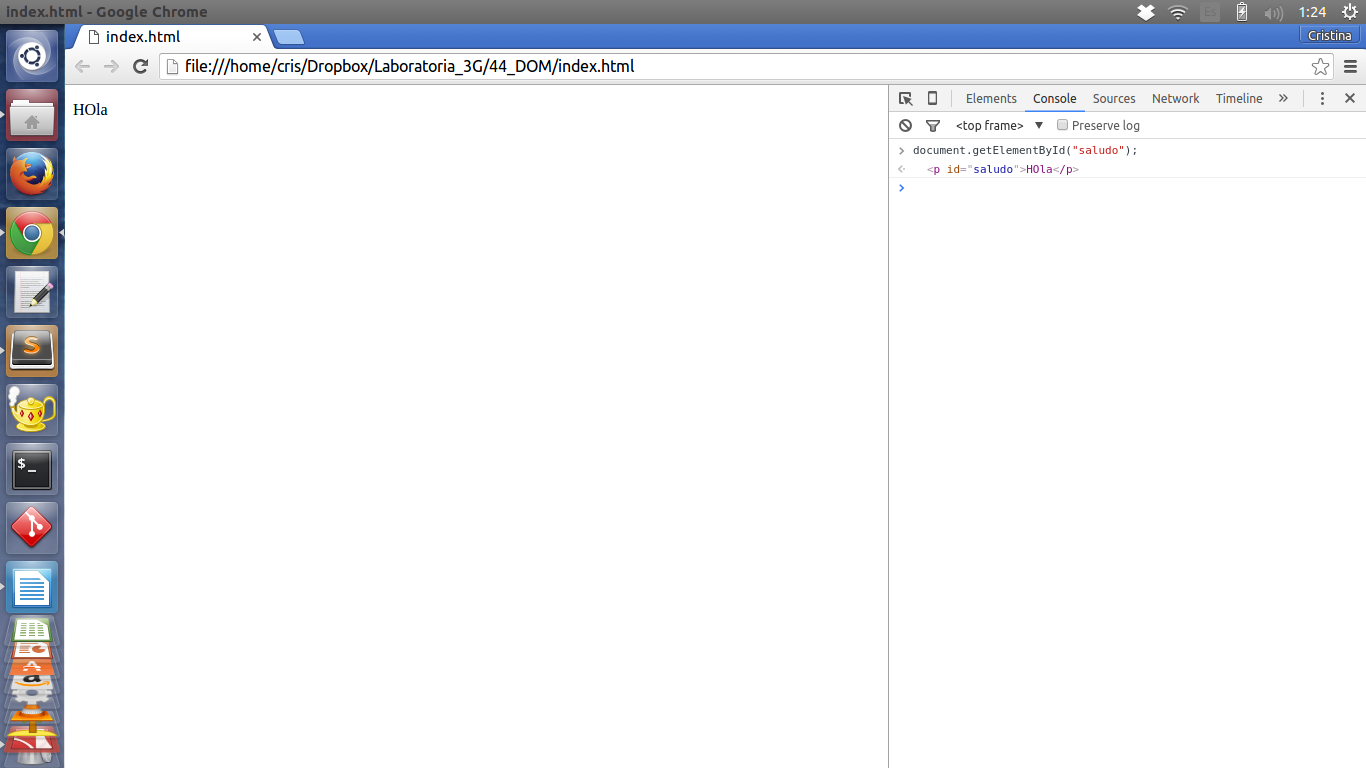 index.html - Google Chrome
1:24
index.html
Cristina
file:///home/cris/Dropbox/Laboratoria_3G/44_DOM/index.html
HOla
Elements Console Sources Network Timeline »
<top frame> ▼ Preserve log
> document.getElementById("saludo");
<p id="saludo">HOla</p>
>
S
$ _
a